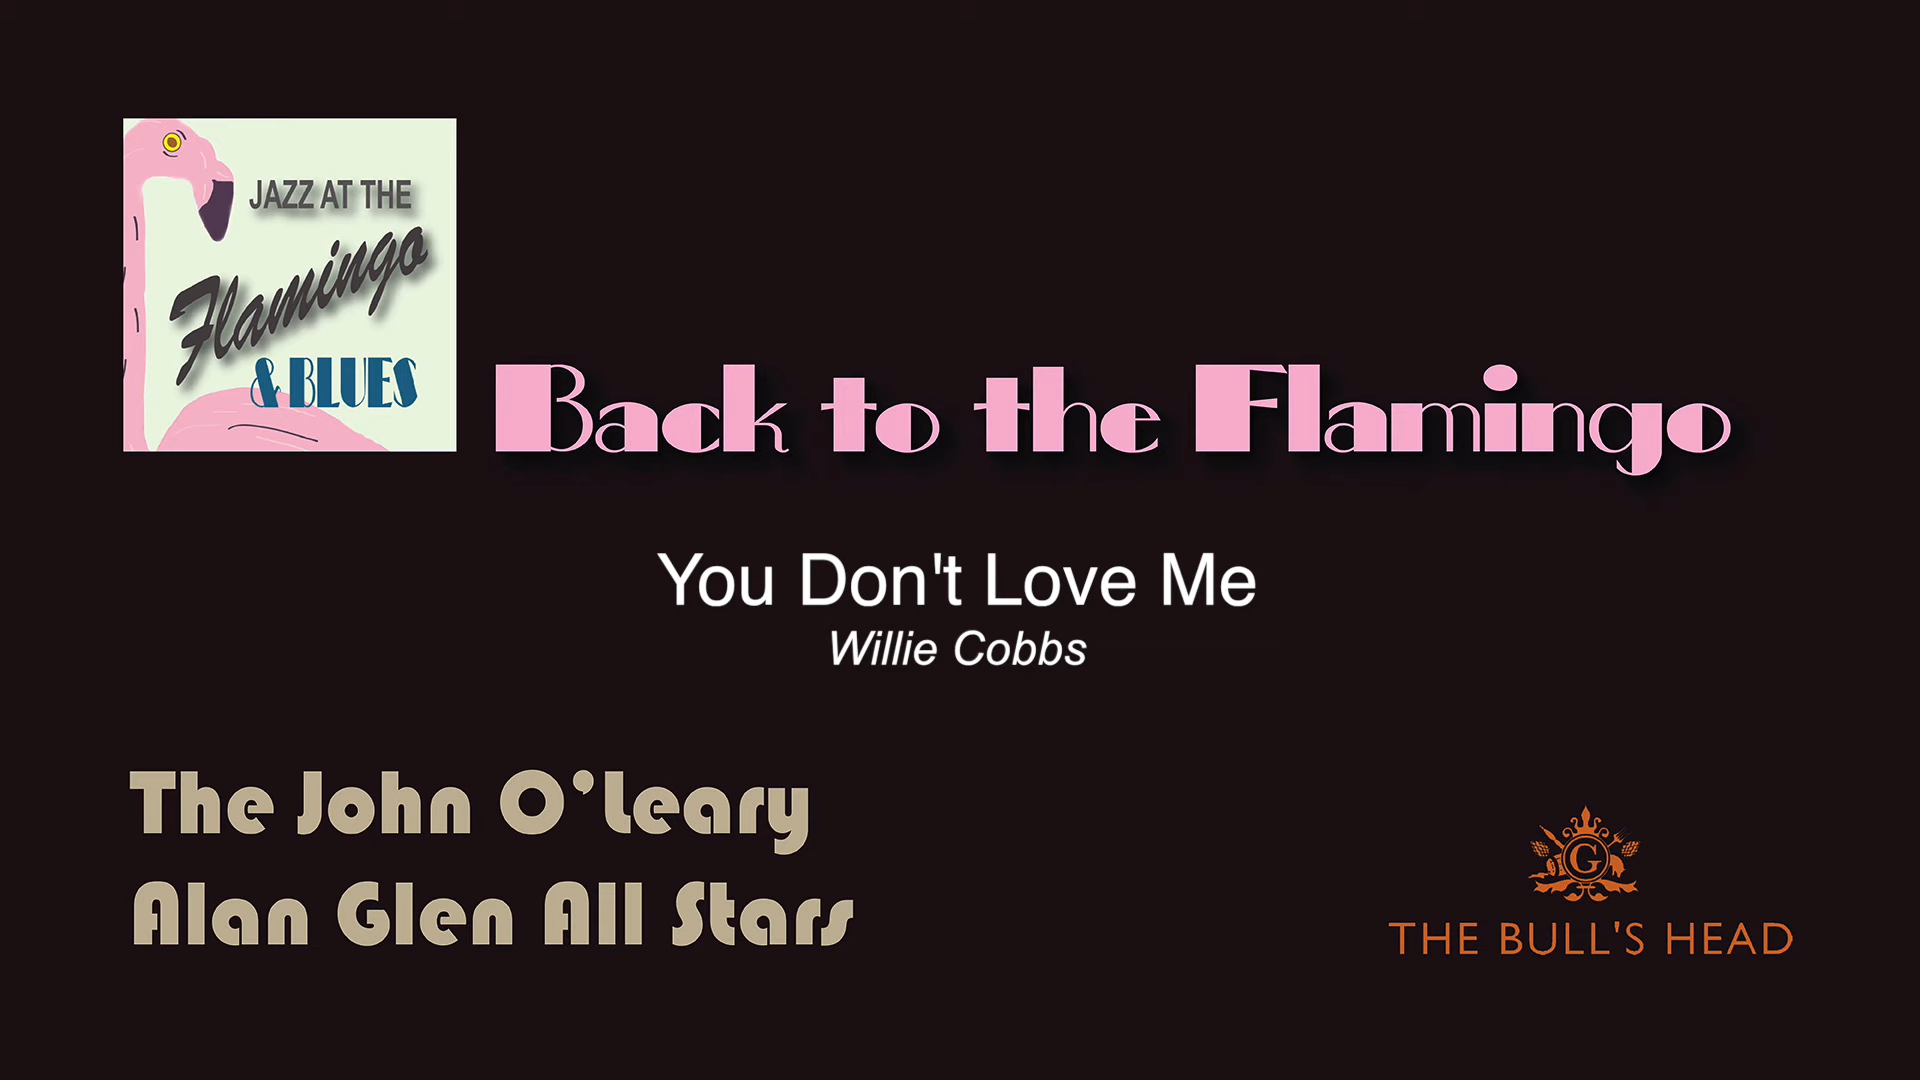 JAZZ AT THE
Flamingo
& BLUES
Back to the Flamingo
You Don't Love Me
Willie Cobbs
The John O’Leary
Alan Glen All Stars
G
THE BULL'S HEAD